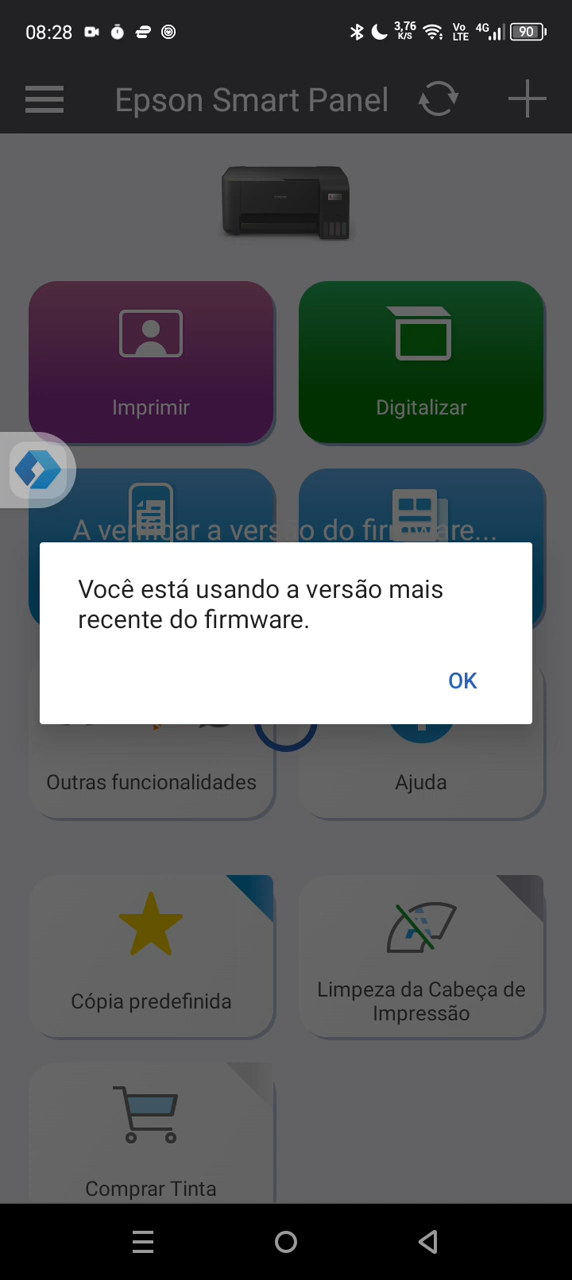 08:28
3,76
K/S
Vo
LTE
4G
90
Epson Smart Panel
Imprimir
Digitalizar
A verificar a versão do firmware...
Você está usando a versão mais
recente do firmware.
OK
Outras funcionalidades
Ajuda
Cópia predefinida
Limpeza da Cabeça de
Impressão
Comprar Tinta